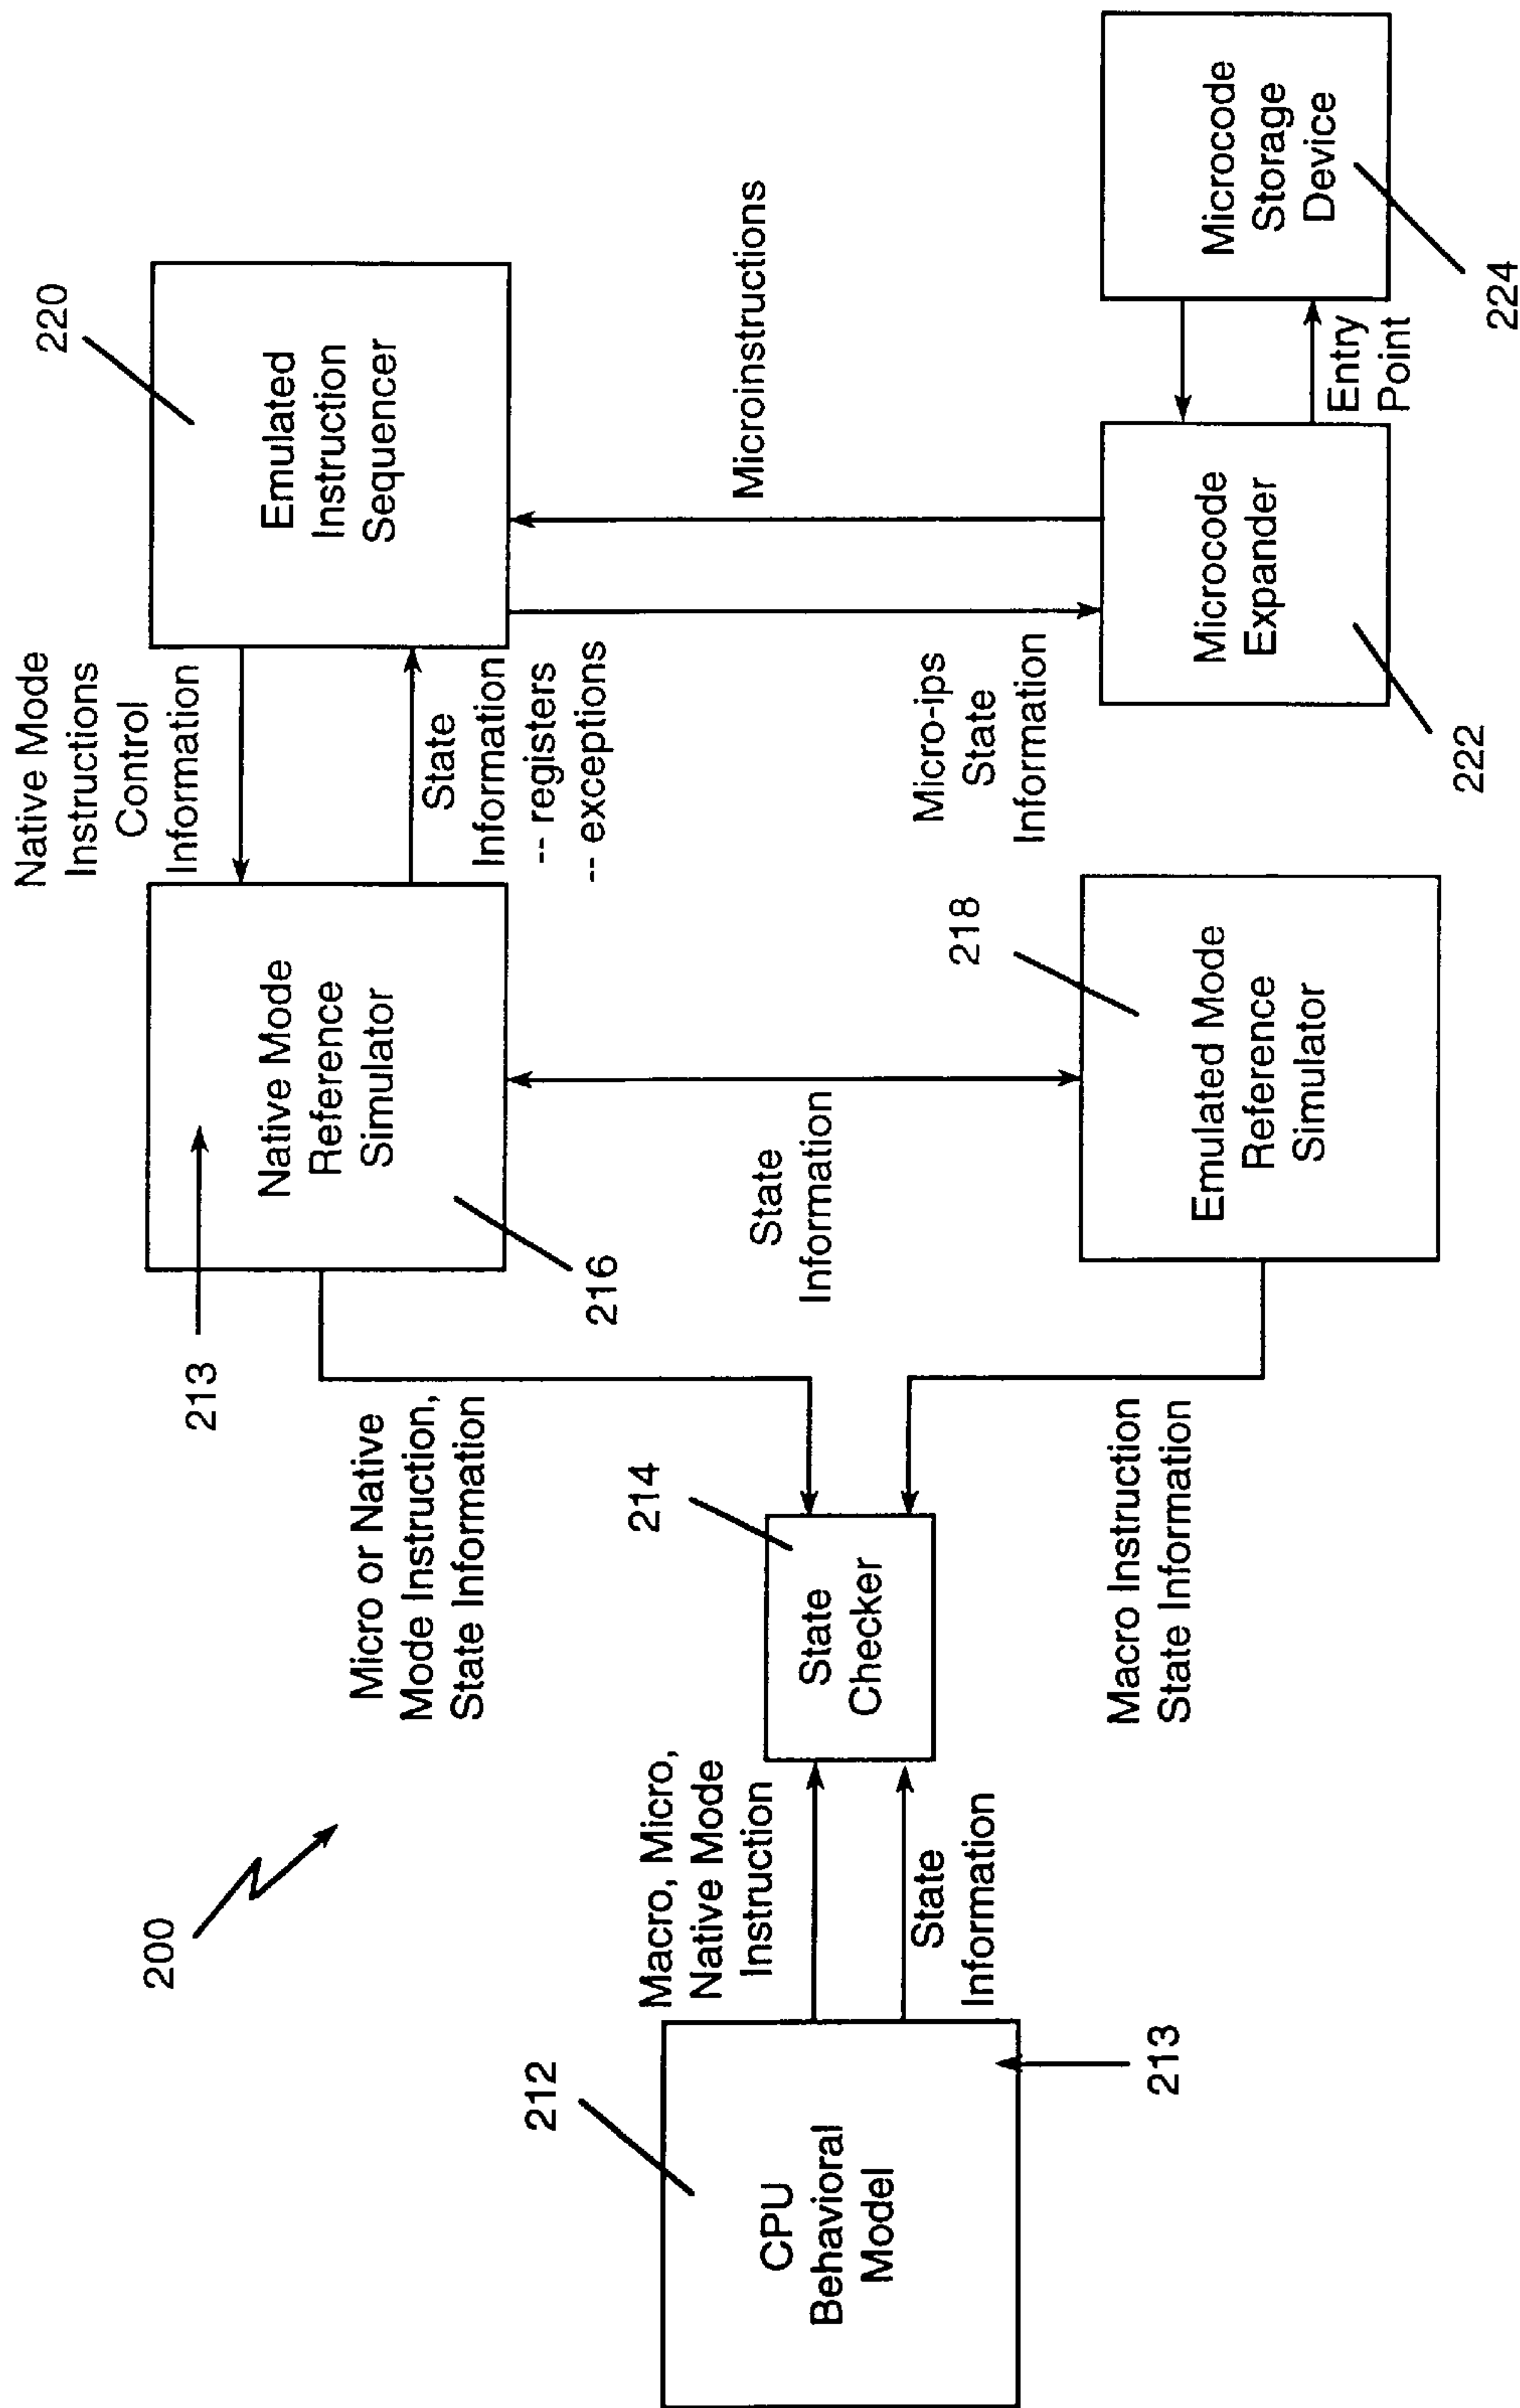 200
220
Native Mode
Instructions
Control
Information
Emulated
Instruction
Sequencer
213
Native Mode
Reference
Simulator
State
Information
-- registers
-- exceptions
216
Micro or Native
Mode Instruction,
State Information
212
CPU
Behavioral
Model
213
Macro, Micro,
Native Mode
Instruction
State
Information
214
State
Checker
State
Information
Microinstructions
Micro-ips
State
Information
218
Emulated Mode
Reference
Simulator
Macro Instruction
State Information
Microcode
Expander
222
Entry
Point
Microcode
Storage
Device
224